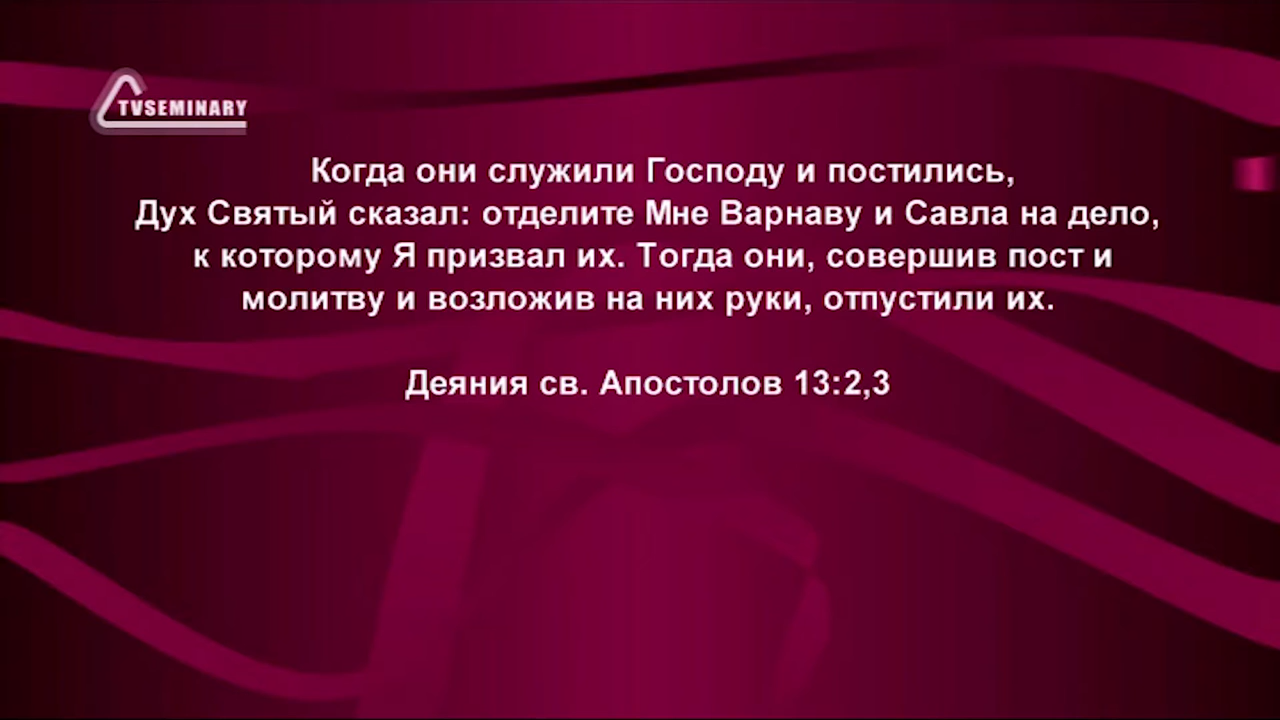 TVSEMINARY
Когда они служили Господу и постились,
Дух Святый сказал: отделите Мне Варнаву и Савла на дело,
к которому Я призвал их. Тогда они, совершив пост и
молитву и возложив на них руки, отпустили их.
Деяния св. Апостолов 13:2,3